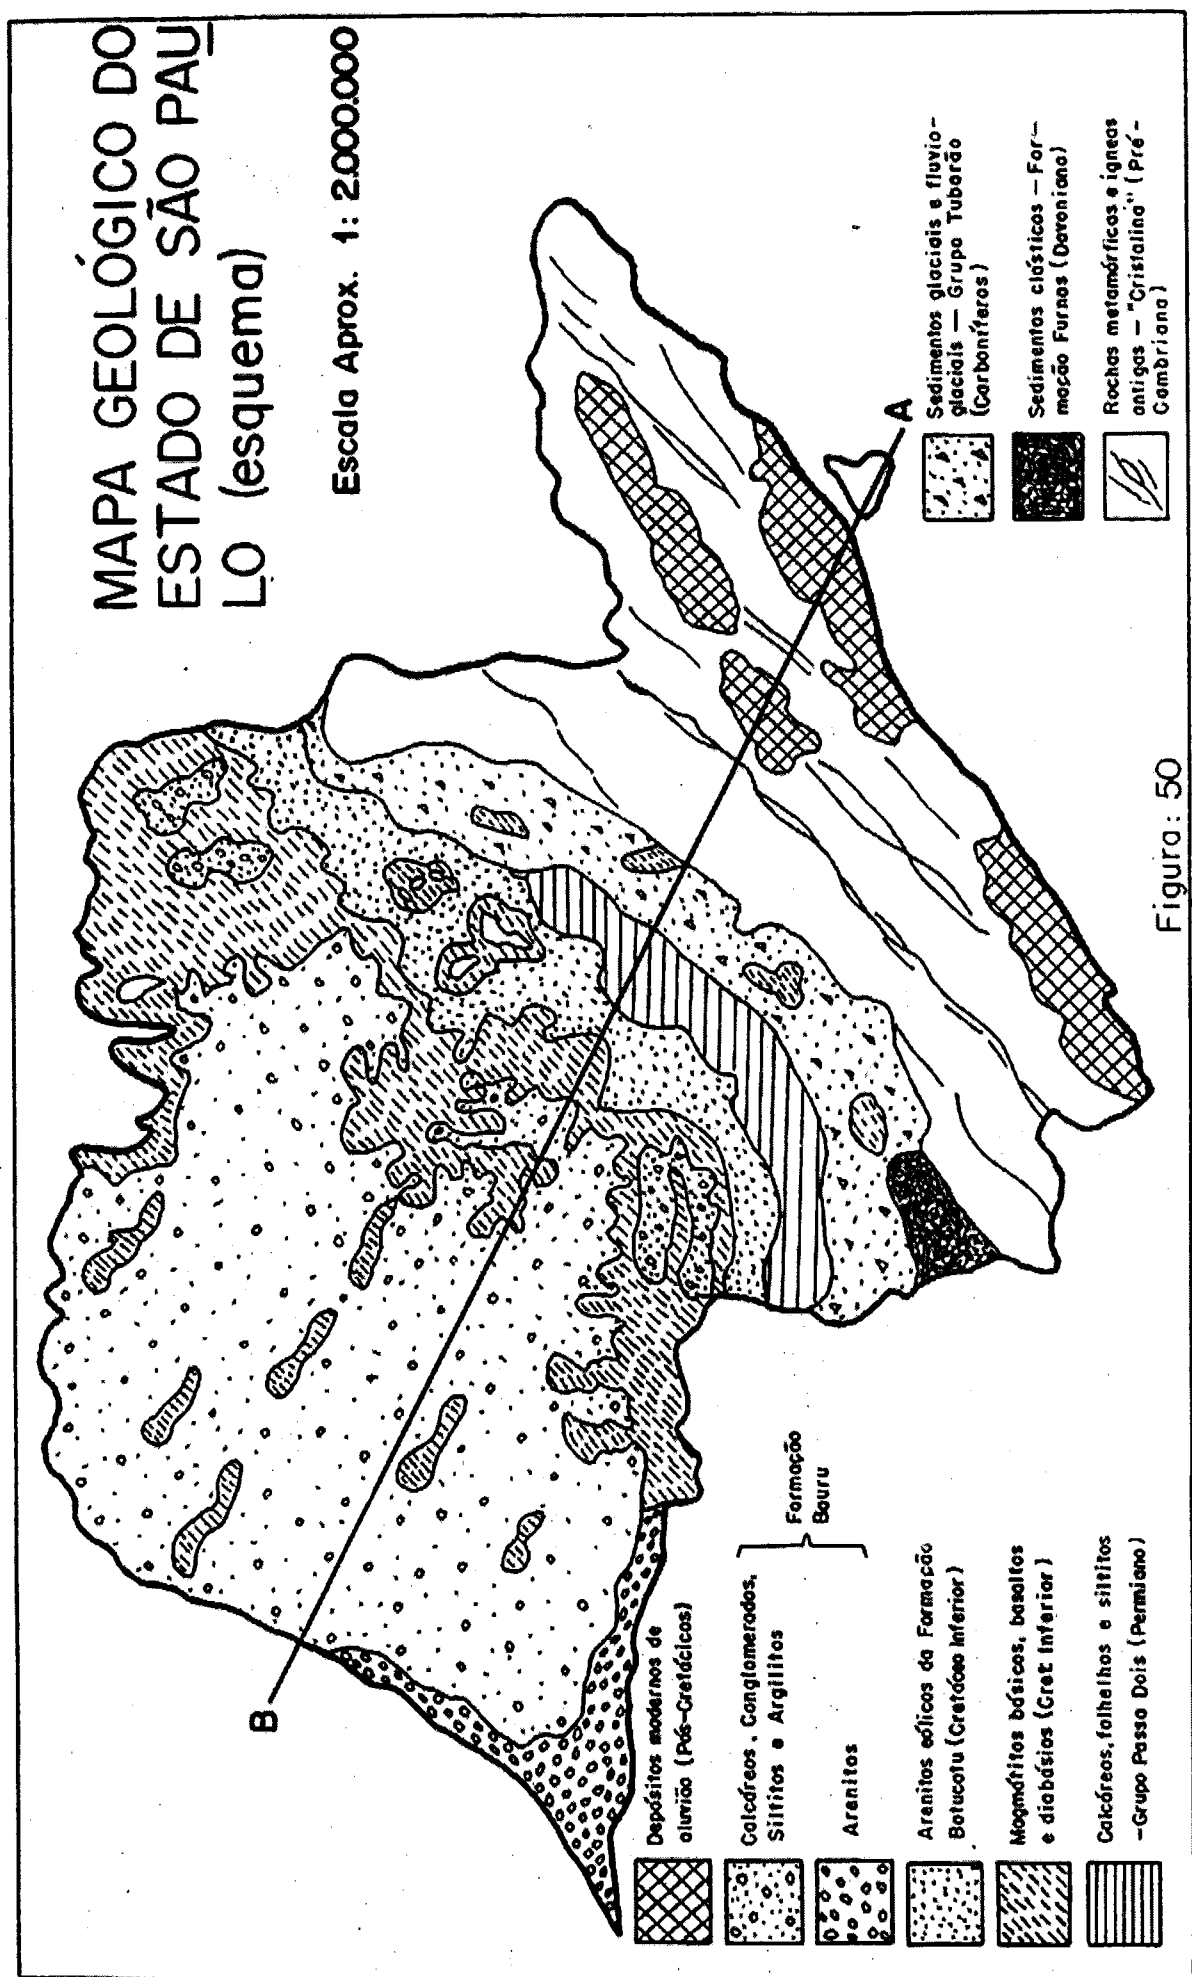 MAPA GEOLÓGICO DO
ESTADO DE SÃO PAU
LO (esquema)
Escala Aprox. 1: 2.000.000
B
A
Depósitos modernos de
aluvião (Pós-Cretácicos)
Calcáreos, Conglomerados,
Siltitos e Argilitos
Arenitos
Formação
Bauru
Arenitos eólicos da Formação
Botucatu (Cretáceo Inferior)
Magmátitos básicos, basaltos
e diabásios (Cret Inferior)
Calcáreos, folhelhos e siltitos
-Grupo Passo Dois (Permiano)
Sedimentos glaciais e fluvio-
glaciais — Grupo Tubarão
(Carboníferos)
Sedimentos clásticos — For-
mação Furnas (Devoniano)
Rochas metamórficas e ígneas
antigas — "Cristalino" (Pré-
Cambriano)
Figura: 50